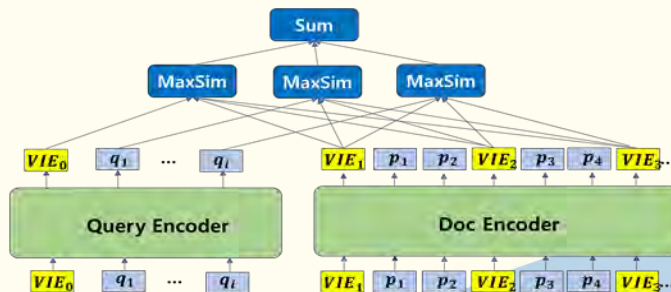 Sum
MaxSim MaxSim MaxSim
VIE₀ q₁ ... qᵢ VIE₁ p₁ p₂ VIE₂ p₃ p₄ VIE₃...
Query Encoder Doc Encoder
VIE₀ q₁ ... qᵢ VIE₁ p₁ p₂ VIE₂ p₃ p₄ VIE₃...